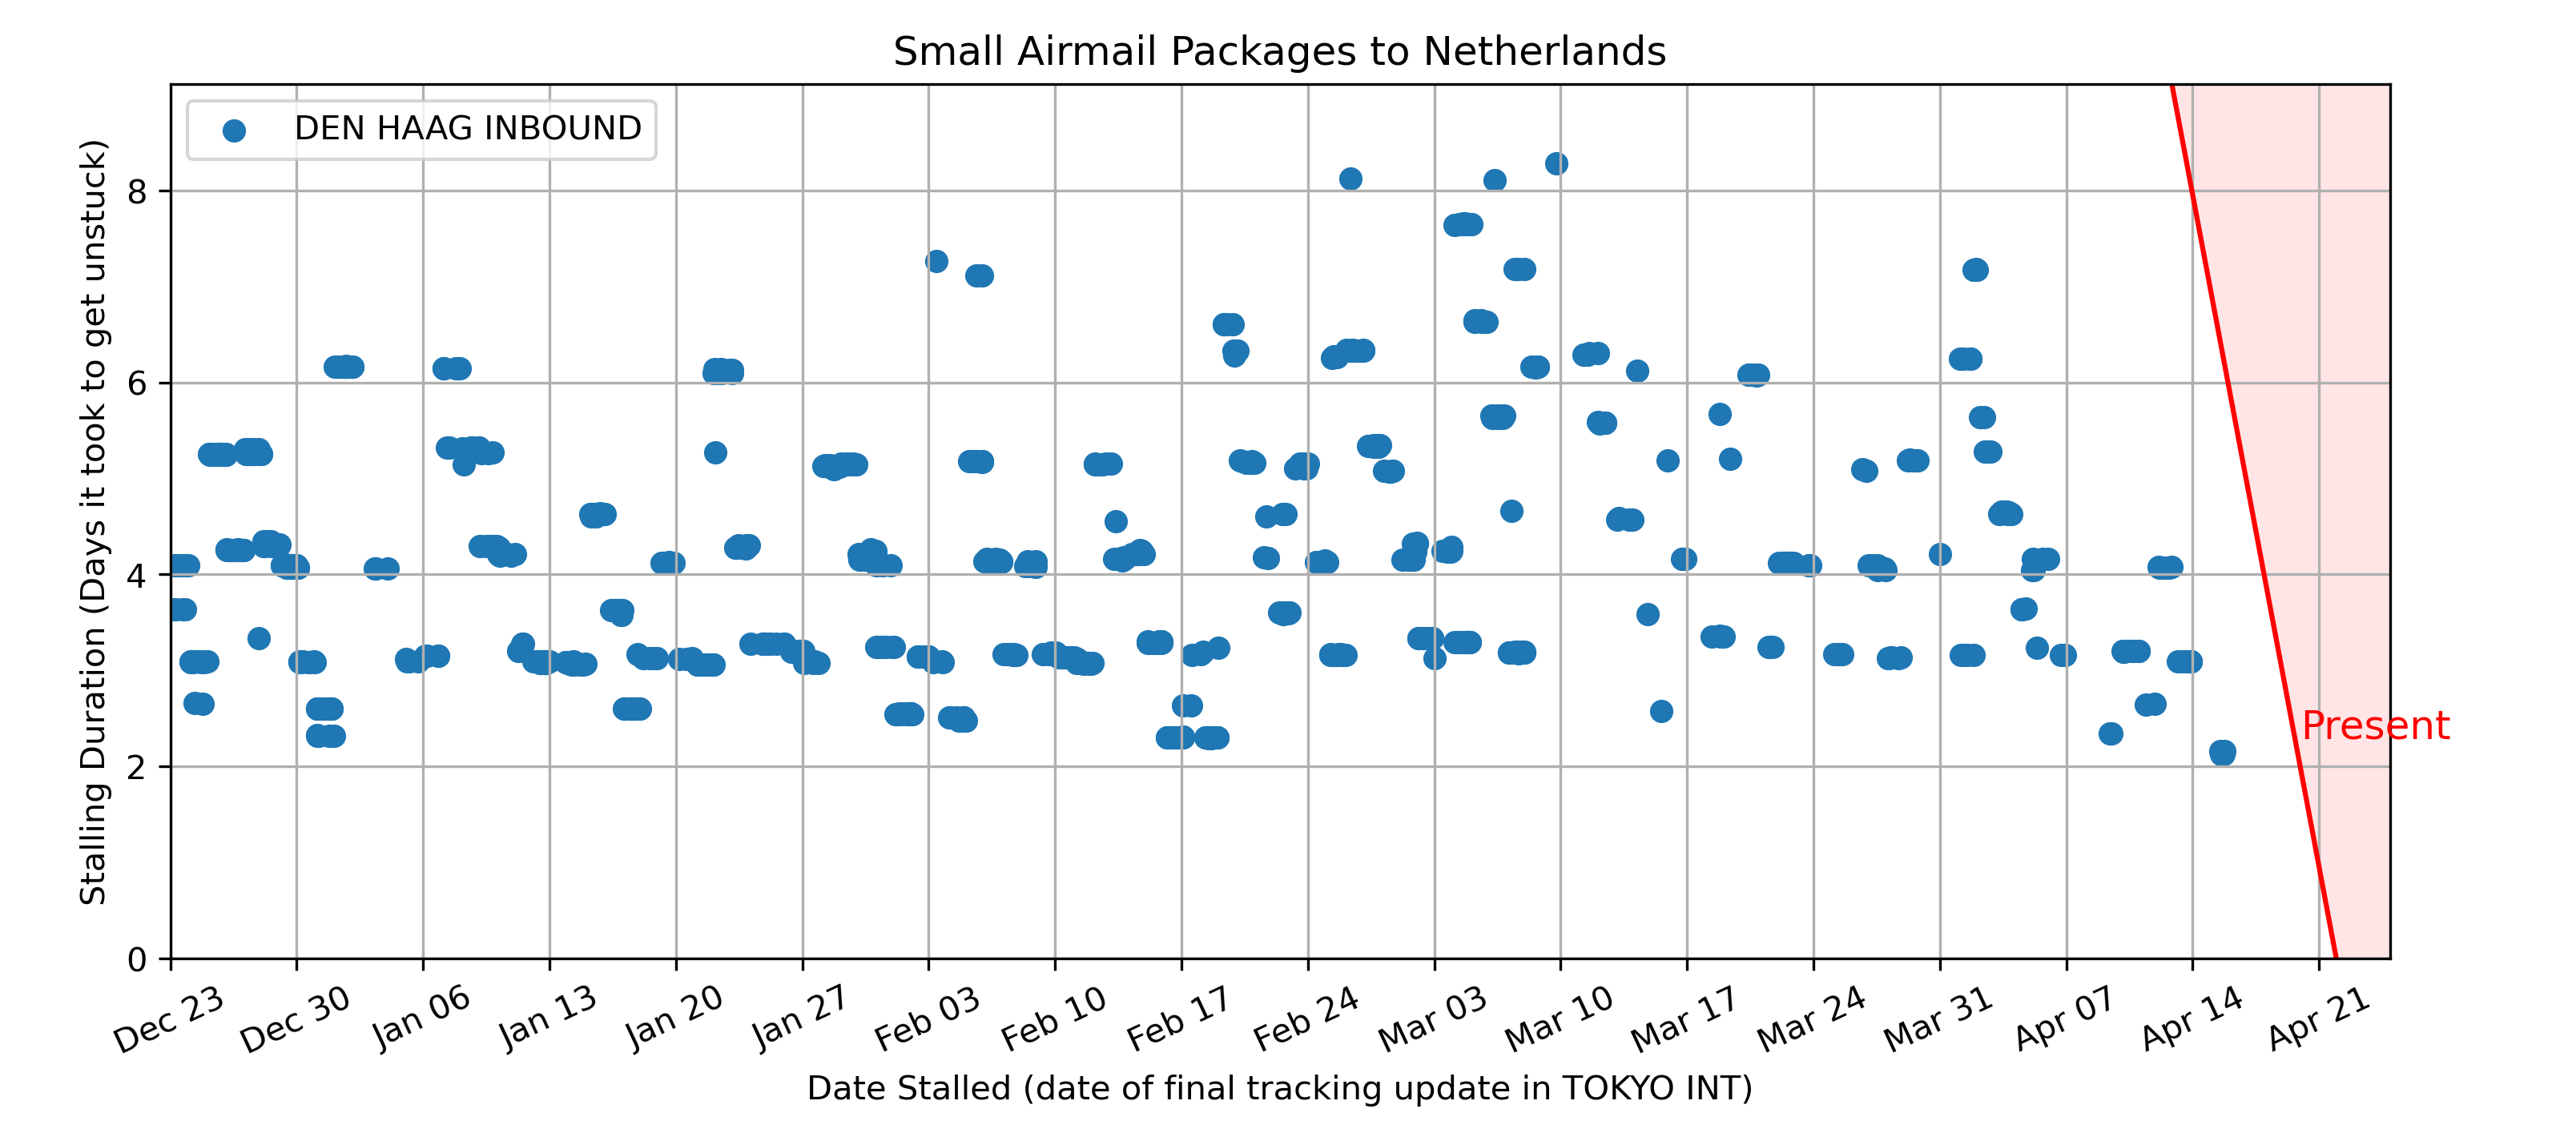 Small Airmail Packages to Netherlands
DEN HAAG INBOUND
Stalling Duration (Days it took to get unstuck)
8
6
4
2
0
Present
Dec 23
Dec 30
Jan 06
Jan 13
Jan 20
Jan 27
Feb 03
Feb 10
Feb 17
Feb 24
Mar 03
Mar 10
Mar 17
Mar 24
Mar 31
Apr 07
Apr 14
Apr 21
Date Stalled (date of final tracking update in TOKYO INT)